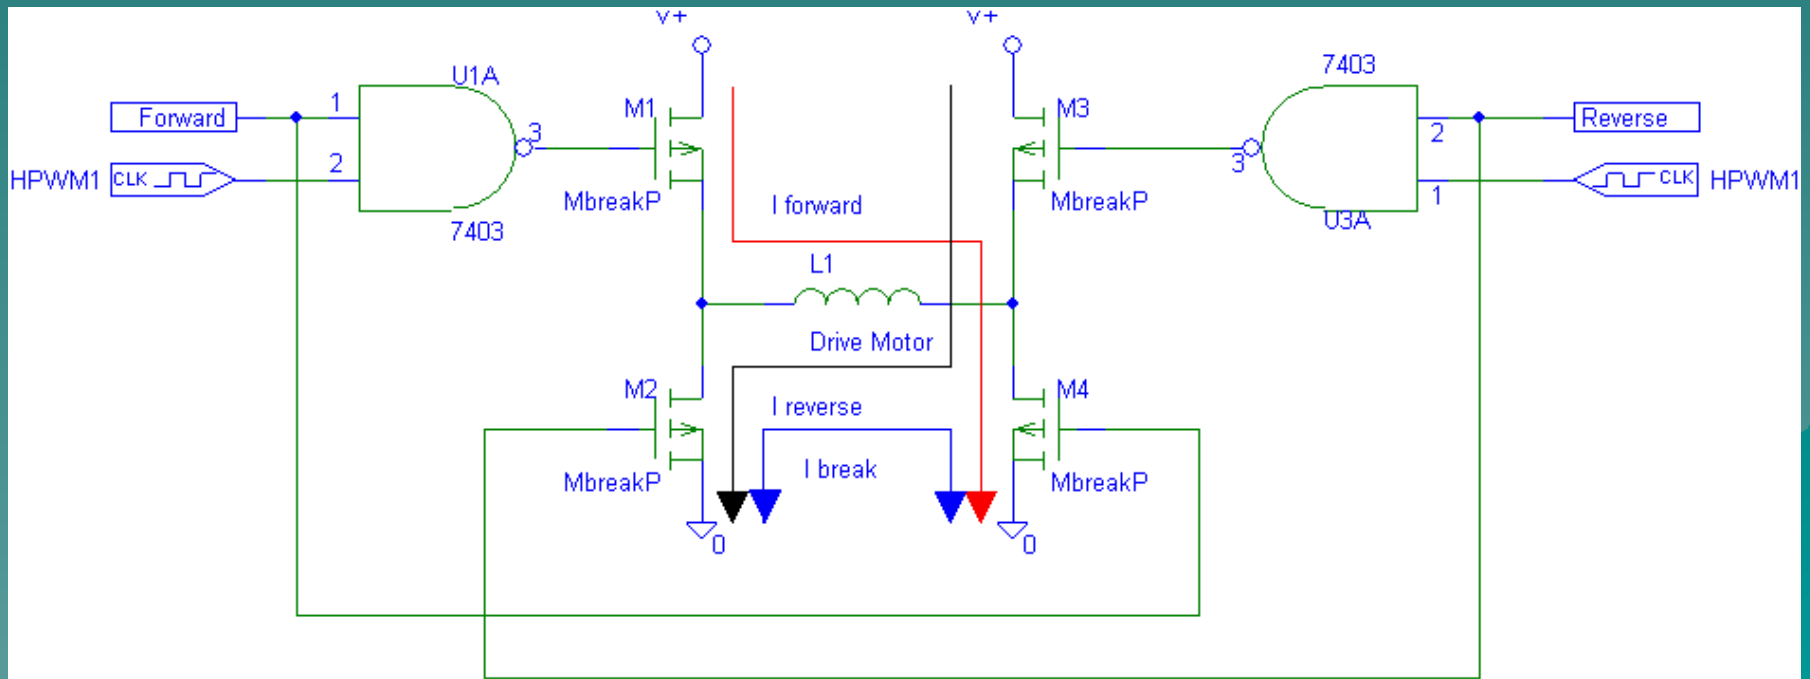 V+
V+
7403
U1A
M1
M3
Forward
1
3
2
Reverse
HPWM1
CLK
2
3
1
CLK
HPWM1
MbreakP
I forward
MbreakP
7403
U3A
L1
Drive Motor
M2
M4
I reverse
I break
MbreakP
MbreakP
0
0